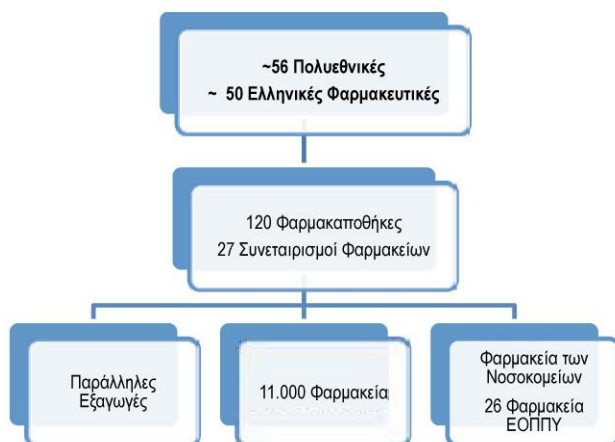 ~56 Πολυεθνικές
~ 50 Ελληνικές Φαρμακευτικές
120 Φαρμακαποθήκες
27 Συνεταιρισμοί Φαρμακείων
Παράλληλες
Εξαγωγές
11.000 Φαρμακεία
Φαρμακεία των
Νοσοκομείων
26 Φαρμακεία
ΕΟΠΠΥ